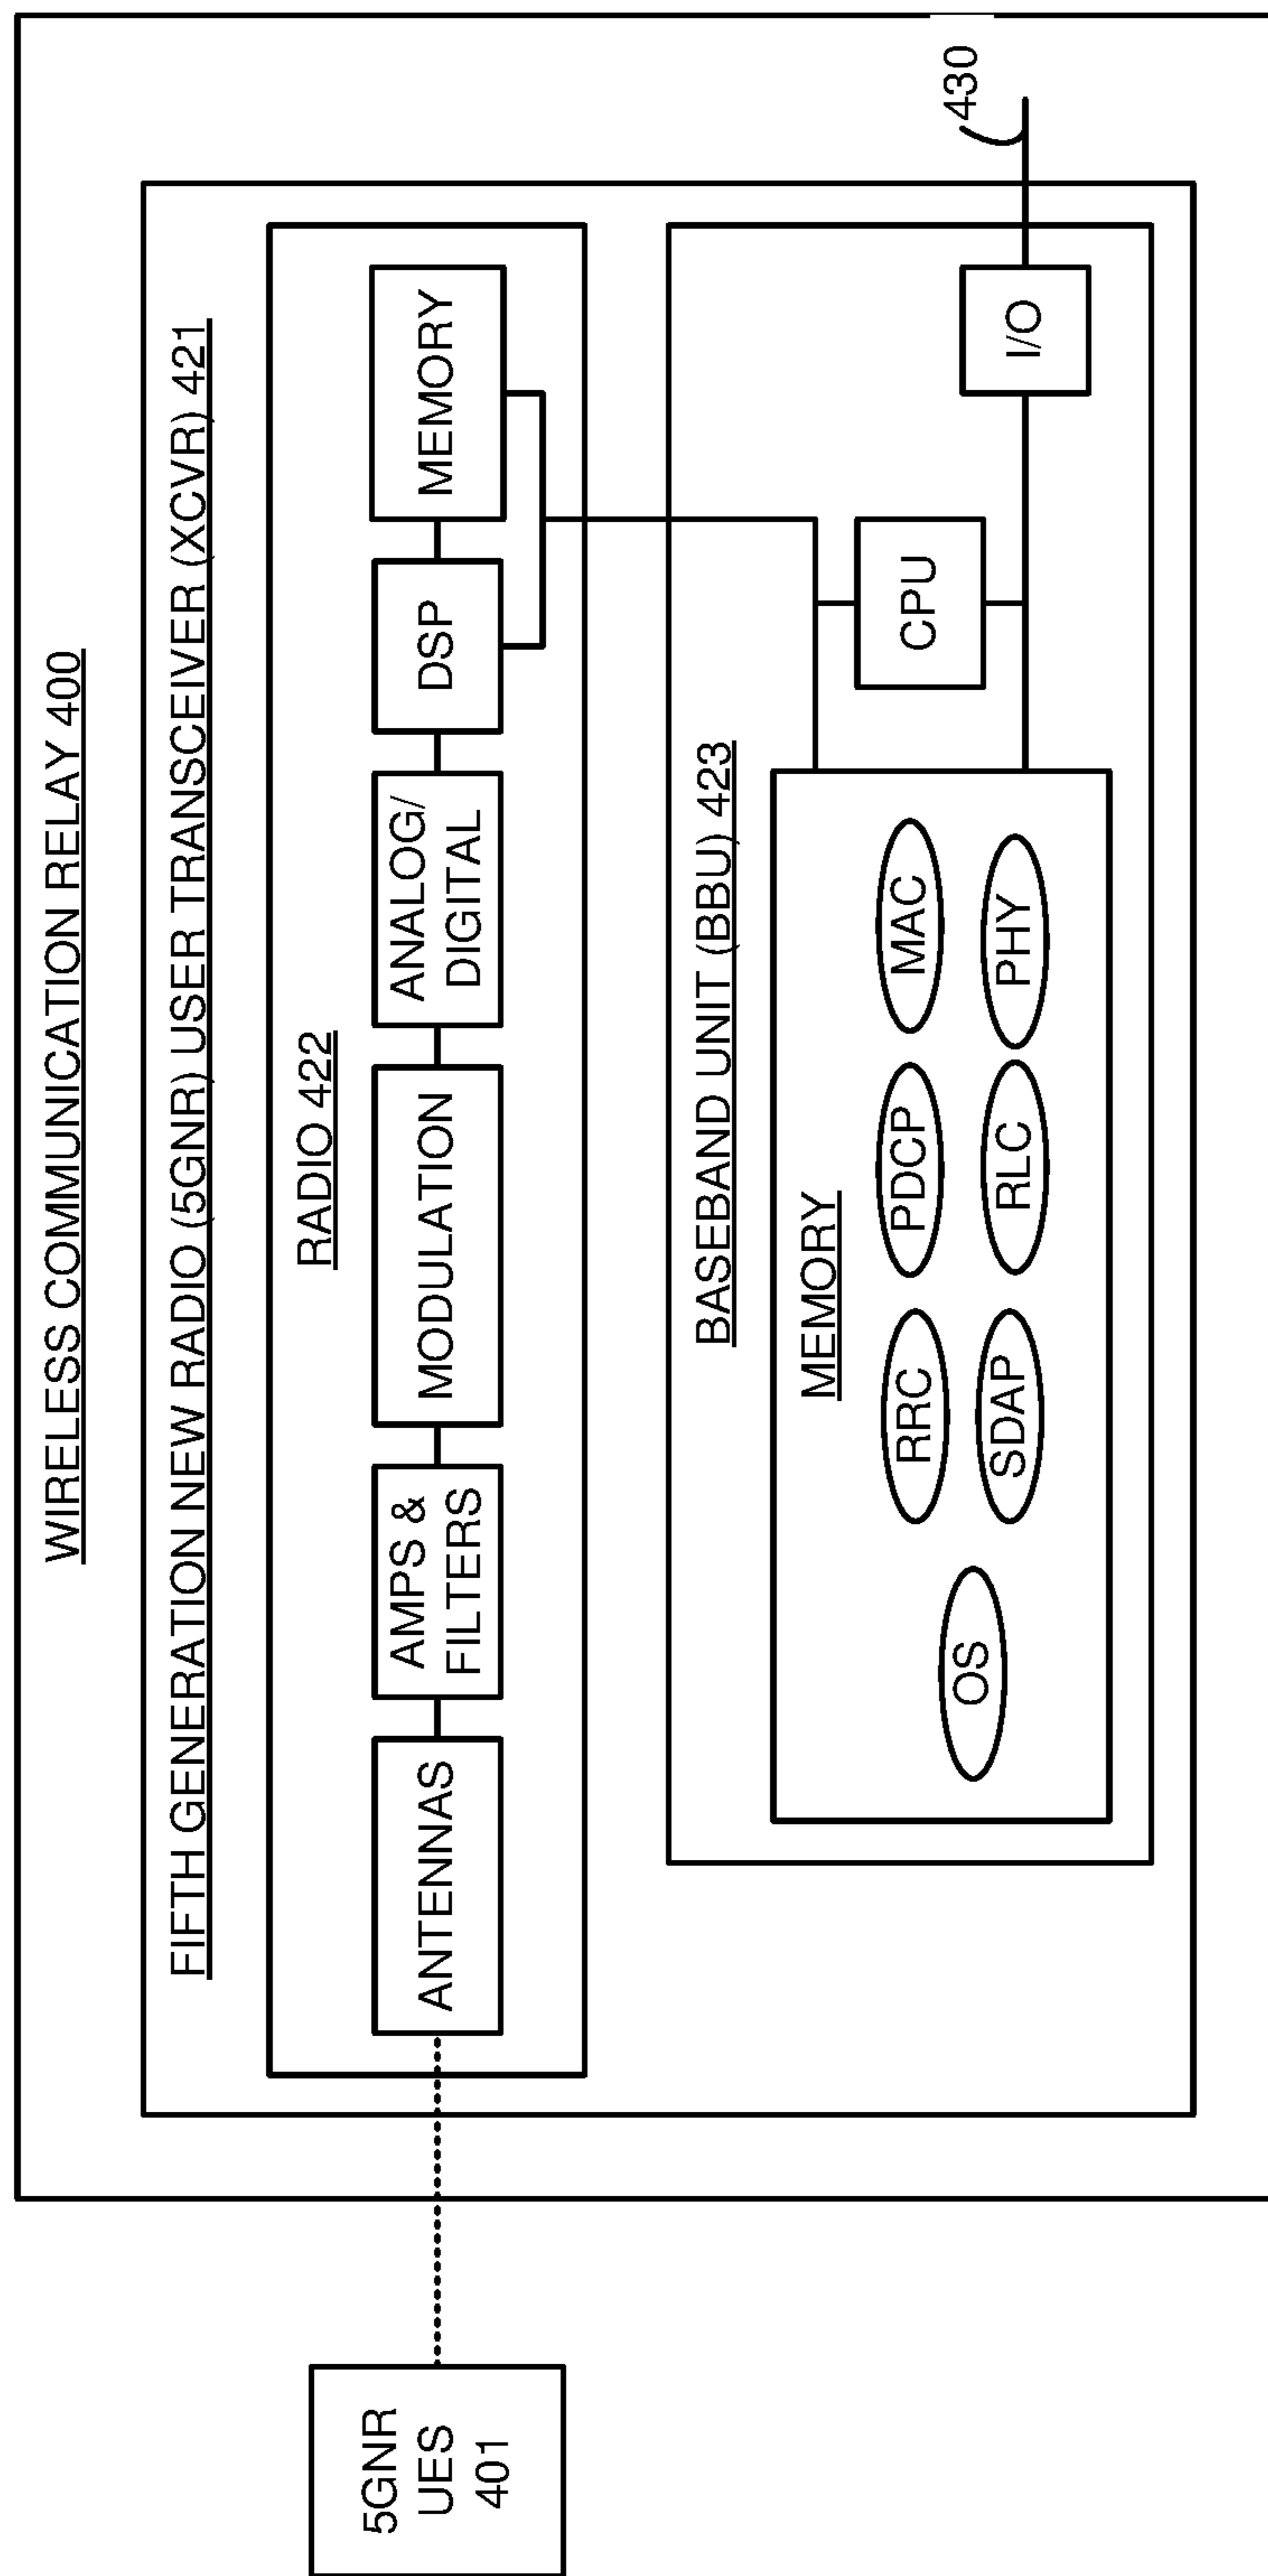 WIRELESS COMMUNICATION RELAY 400
FIFTH GENERATION NEW RADIO (5GNR) USER TRANSCEIVER (XCVR) 421
RADIO 422
5GNR
UES
401
ANTENNAS
AMPS &
FILTERS
MODULATION
ANALOG/
DIGITAL
DSP
MEMORY
BASEBAND UNIT (BBU) 423
MEMORY
OS
RRC
PDCP
MAC
SDAP
RLC
PHY
CPU
I/O
430